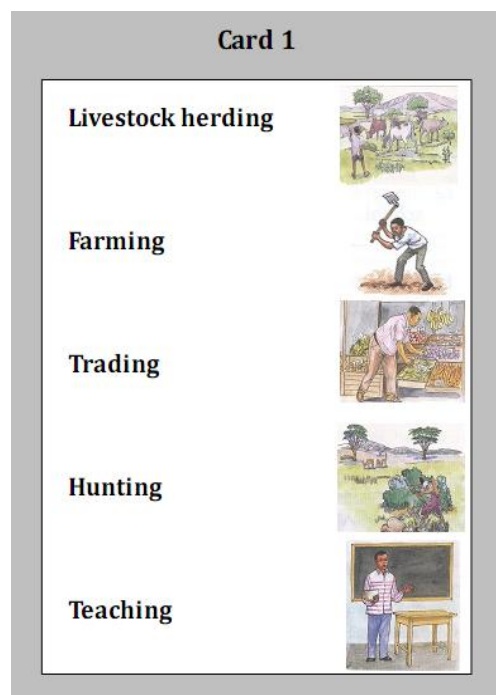 Card 1
Livestock herding
Farming
Trading
Hunting
Teaching